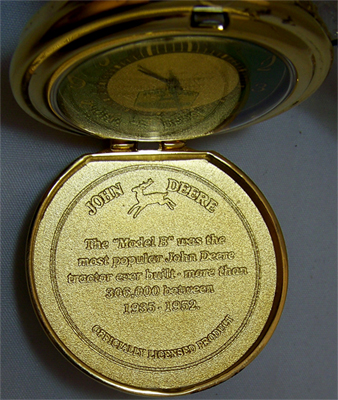 JOHN DEERE
The "Model B" was the
most popular John Deere
tractor ever built - more than
306,000 between
1935 - 1952.
OFFICIALLY LICENSED PRODUCT